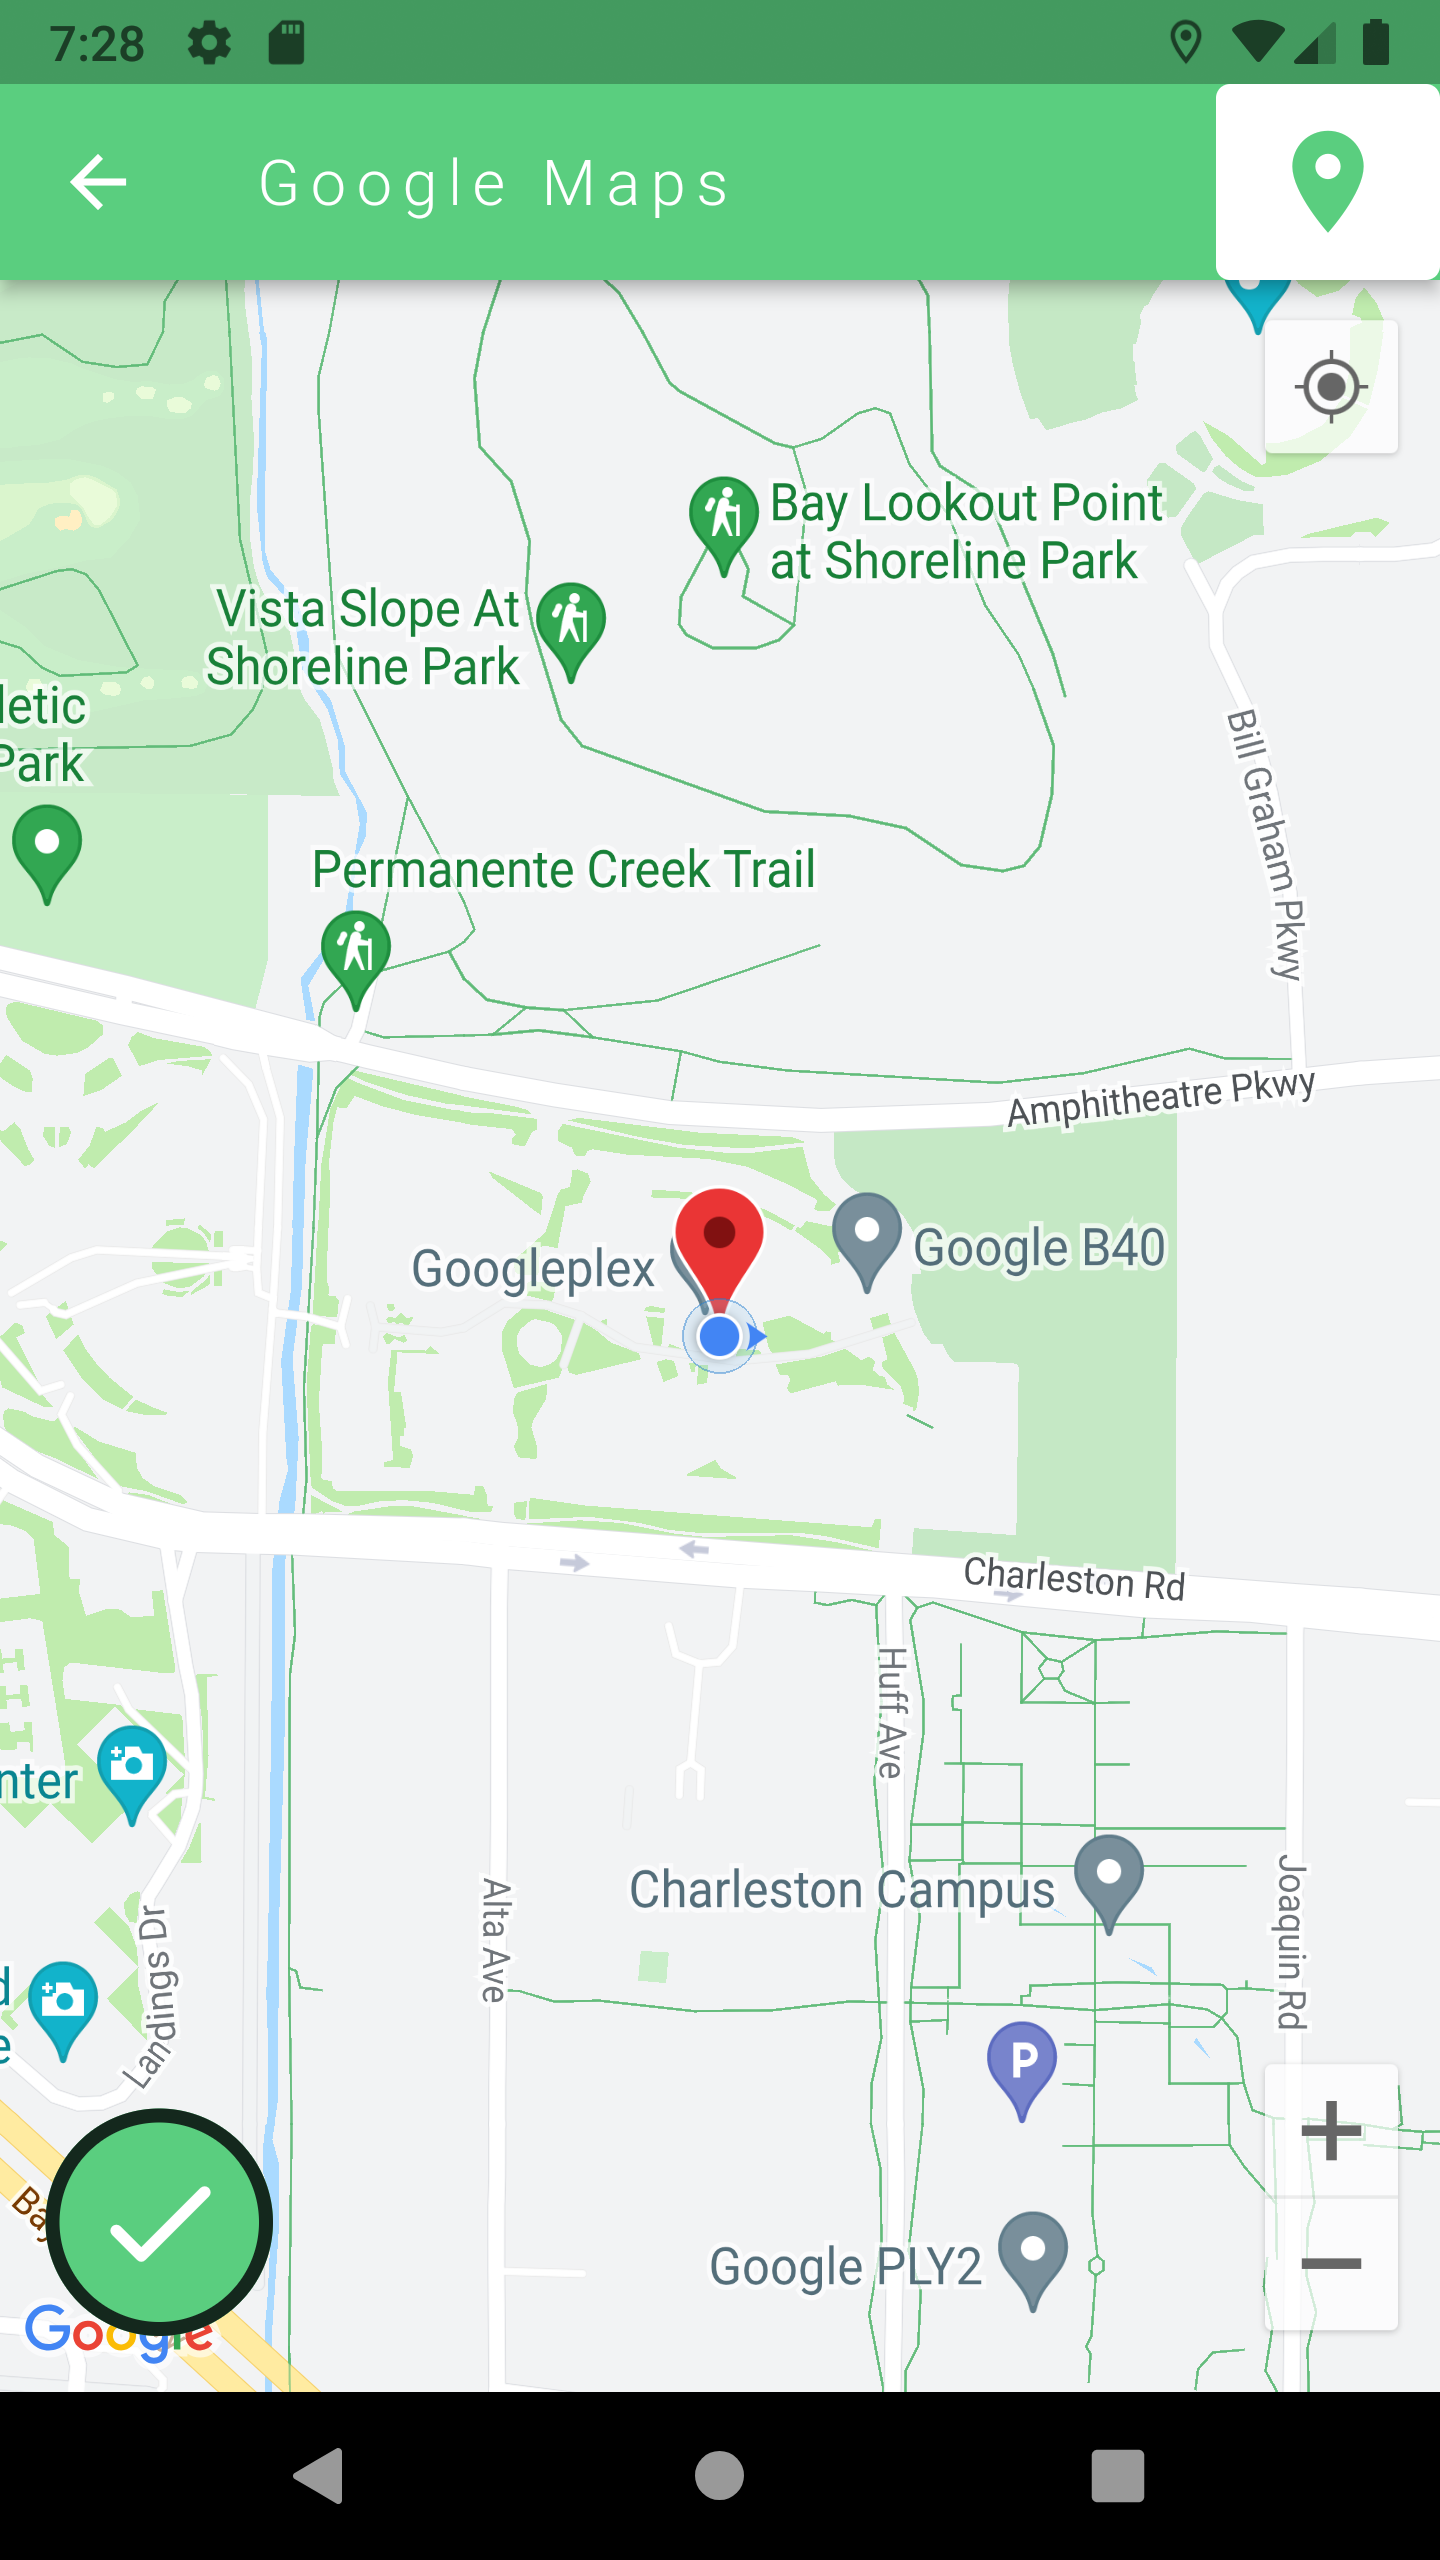 7:28
Google Maps
Bay Lookout Point
at Shoreline Park
Vista Slope At
Shoreline Park
letic
Park
Bill Graham Pkwy
Permanente Creek Trail
Amphitheatre Pkwy
Googleplex
Google B40
Charleston Rd
Huff Ave
nter
Charleston Campus
Alta Ave
Joaquin Rd
Landings Dr
d
e
P
Google PLY2
Google